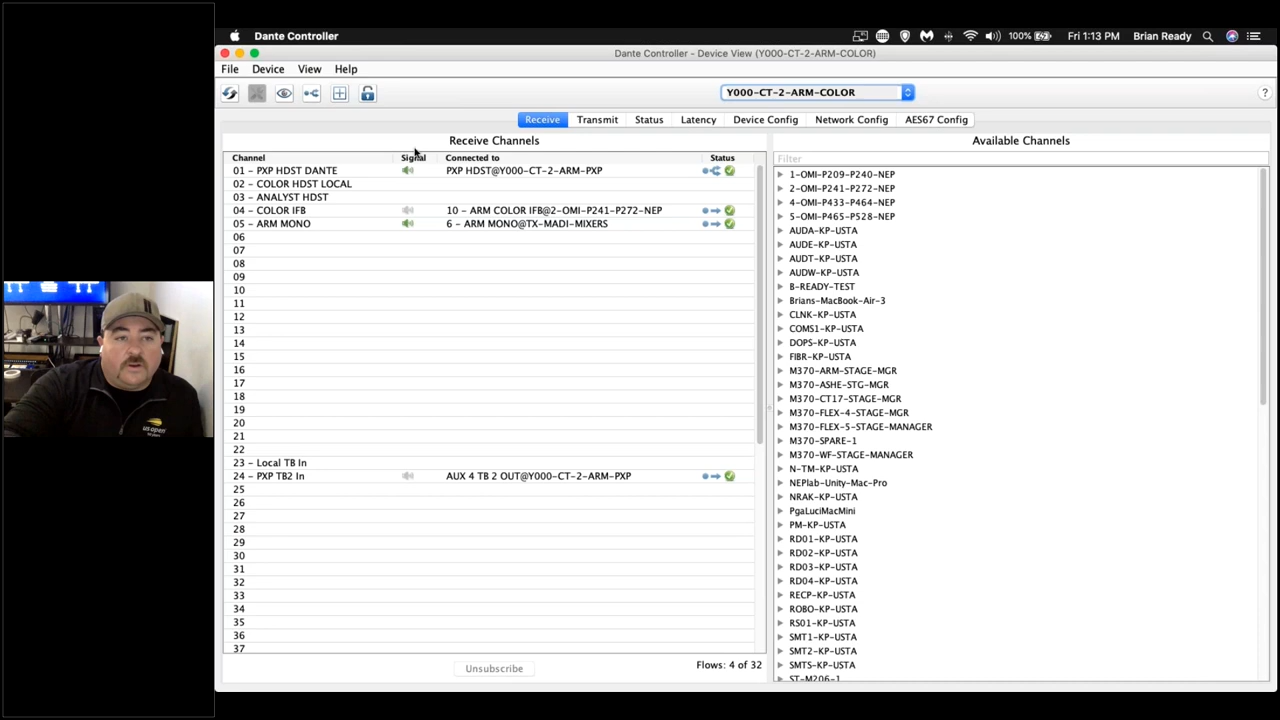 Dante Controller
100%
Fri 1:13 PM
Brian Ready
Dante Controller - Device View (Y000-CT-2-ARM-COLOR)
File Device View Help
Y000-CT-2-ARM-COLOR
?
Receive Transmit Status Latency Device Config Network Config AES67 Config
Receive Channels
Channel Signal Connected to Status
01 - PXP HDST DANTE PXP HDST@Y000-CT-2-ARM-PXP
02 - COLOR HDST LOCAL
03 - ANALYST HDST
04 - COLOR IFB 10 - ARM COLOR IFB@2-OMI-P241-P272-NEP
05 - ARM MONO 6 - ARM MONO@TX-MADI-MIXERS
06
07
08
09
10
11
12
13
14
15
16
17
18
19
20
21
22
23 - Local TB In
24 - PXP TB2 In AUX 4 TB 2 OUT@Y000-CT-2-ARM-PXP
25
26
27
28
29
30
31
32
33
34
35
36
37
Unsubscribe
Flows: 4 of 32
Available Channels
Filter
1-OMI-P209-P240-NEP
2-OMI-P241-P272-NEP
4-OMI-P433-P464-NEP
5-OMI-P465-P528-NEP
AUDA-KP-USTA
AUDE-KP-USTA
AUDT-KP-USTA
AUDW-KP-USTA
B-READY-TEST
Brians-MacBook-Air-3
CLNK-KP-USTA
COMS1-KP-USTA
DOPS-KP-USTA
FIBR-KP-USTA
M370-ARM-STAGE-MGR
M370-ASHE-STG-MGR
M370-CT17-STAGE-MGR
M370-FLEX-4-STAGE-MGR
M370-FLEX-5-STAGE-MANAGER
M370-SPARE-1
M370-WF-STAGE-MANAGER
N-TM-KP-USTA
NEPlab-Unity-Mac-Pro
NRAK-KP-USTA
PgaLuciMacMini
PM-KP-USTA
RD01-KP-USTA
RD02-KP-USTA
RD03-KP-USTA
RD04-KP-USTA
RECP-KP-USTA
ROBO-KP-USTA
RS01-KP-USTA
SMT1-KP-USTA
SMT2-KP-USTA
SMTS-KP-USTA
ST-M206-1
us open